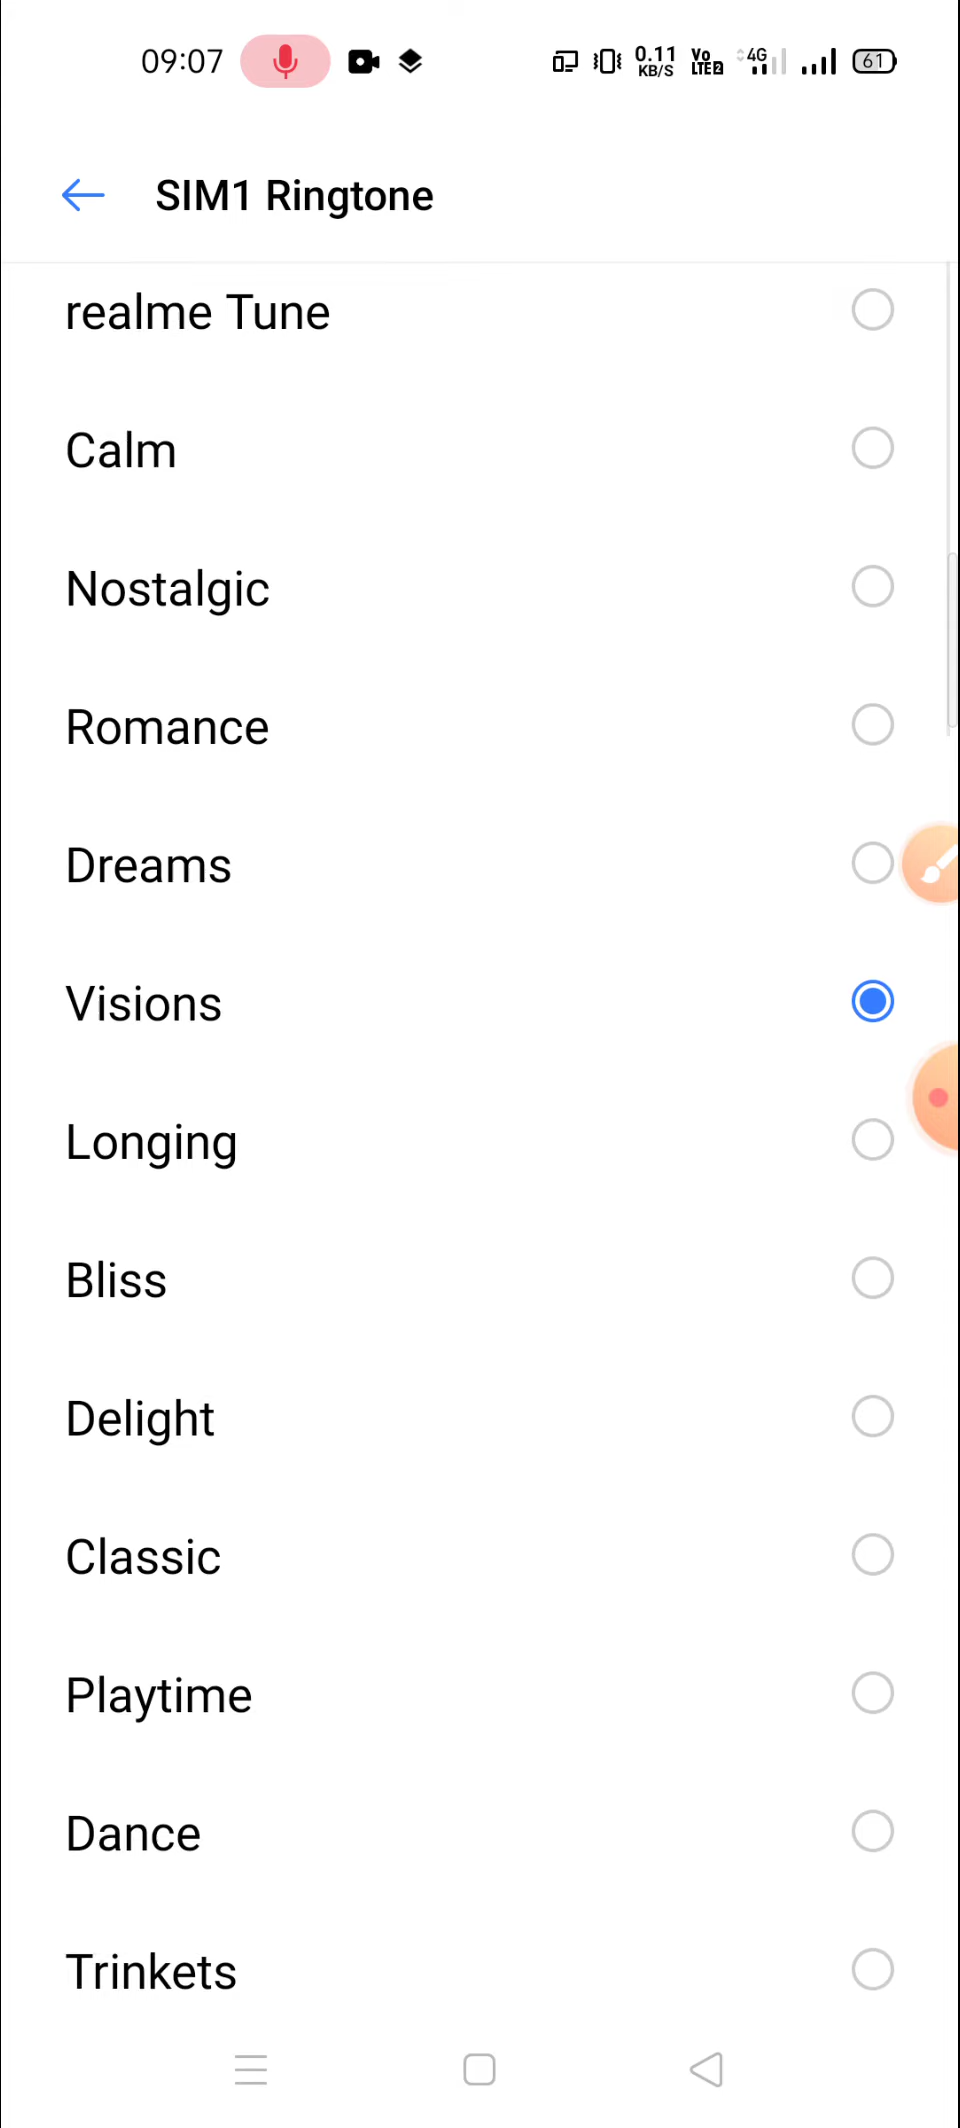 09:07 0.11 KB/S Vo LTE2 4G 61
SIM1 Ringtone
realme Tune
Calm
Nostalgic
Romance
Dreams
Visions
Longing
Bliss
Delight
Classic
Playtime
Dance
Trinkets